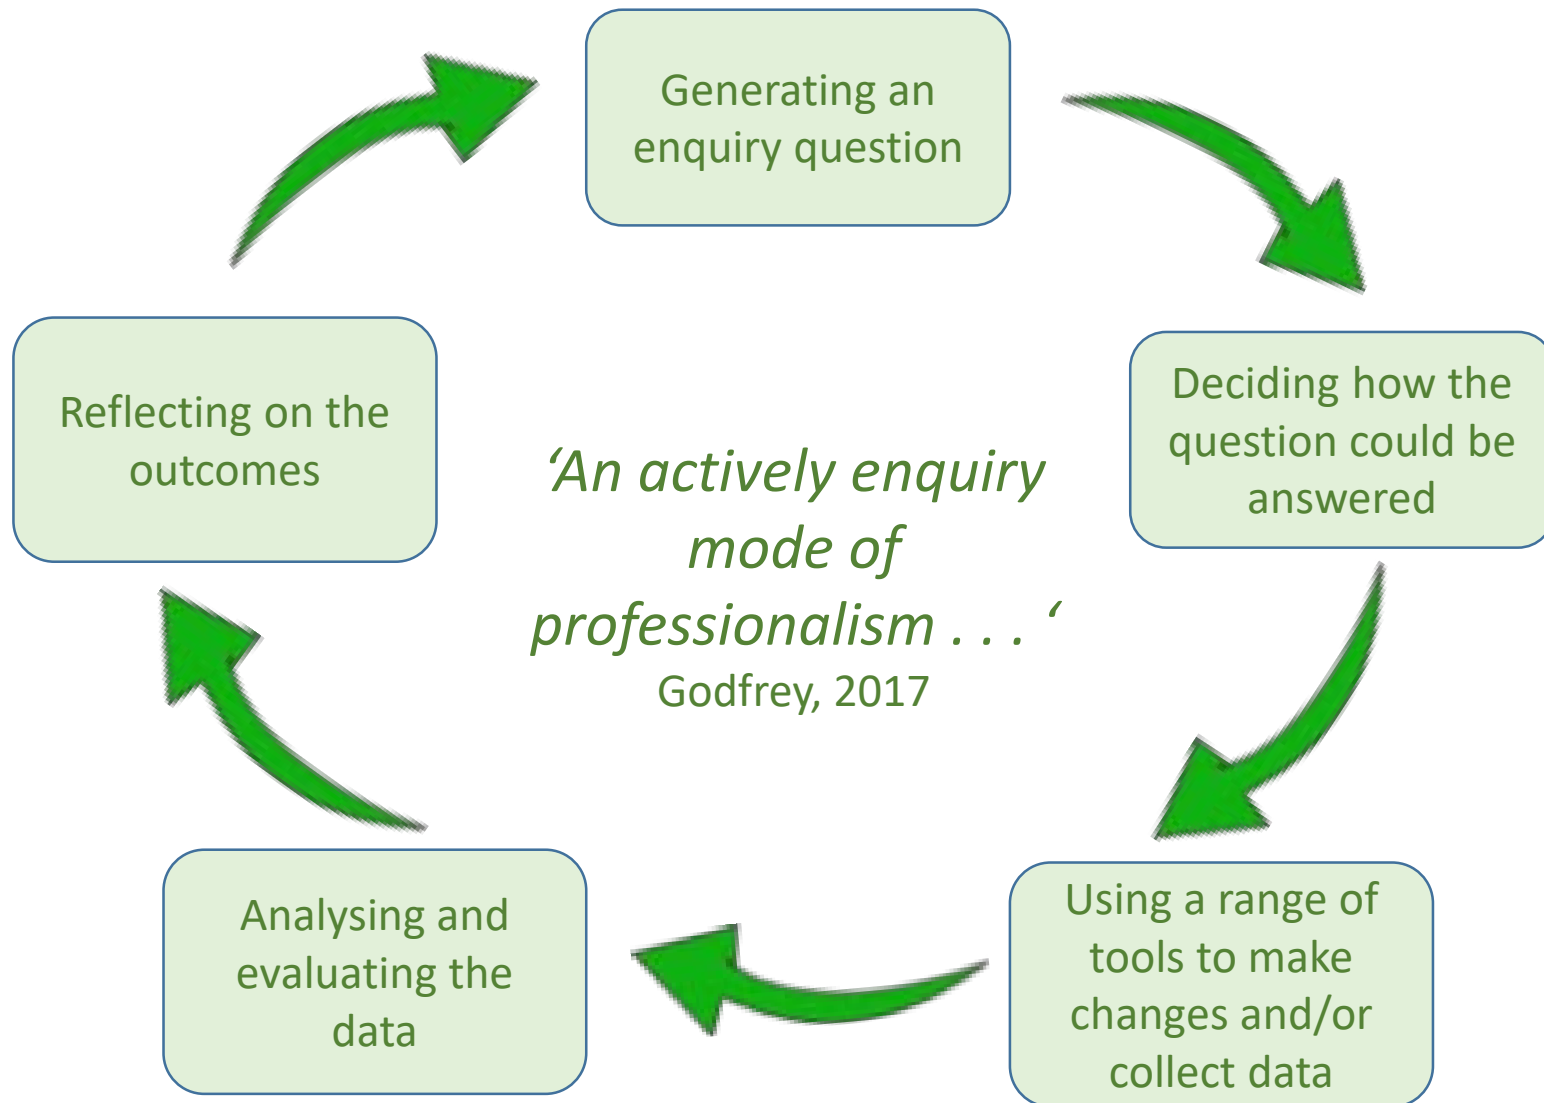 Generating an
enquiry question
Deciding how the
question could be
answered
Using a range of
tools to make
changes and/or
collect data
Analysing and
evaluating the
data
Reflecting on the
outcomes
‘An actively enquiry
mode of
professionalism . . . ‘
Godfrey, 2017